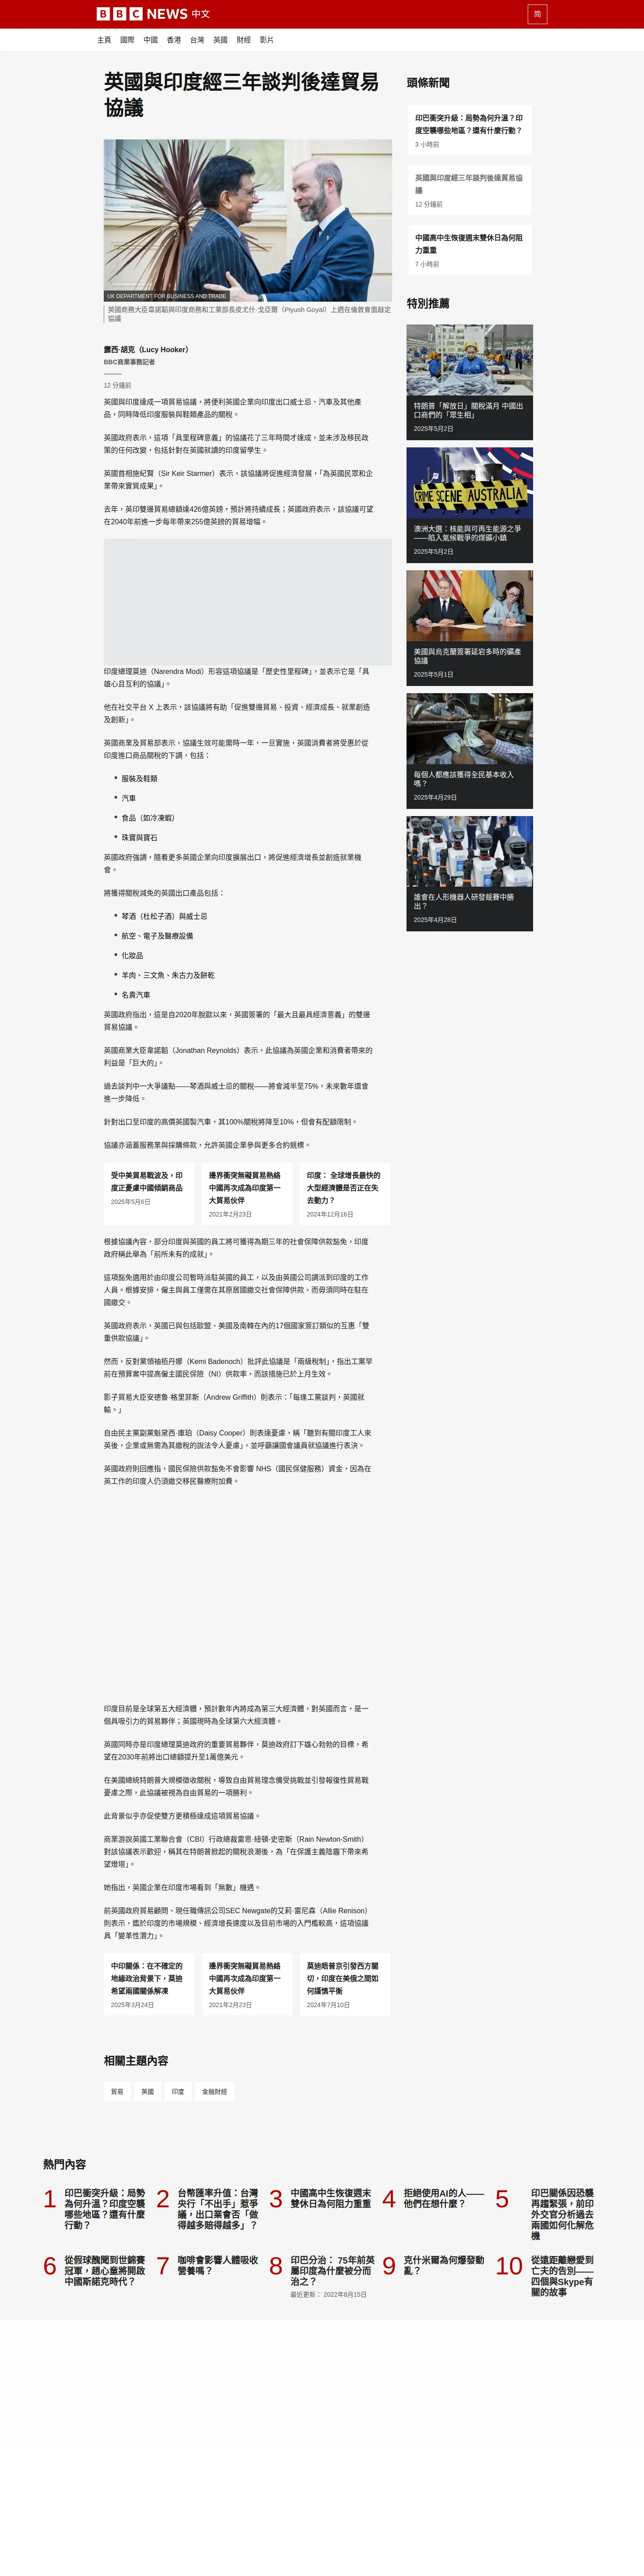 BBC NEWS 中文
简
主頁 國際 中國 香港 台灣 英國 財經 影片
英國與印度經三年談判後達貿易
協議
UK DEPARTMENT FOR BUSINESS AND TRADE
英國商務大臣韋諾韜與印度商務和工業部長皮尤什·戈亞爾（Piyush Goyal）上週在倫敦會面敲定
協議
露西·胡克（Lucy Hooker）
BBC商業事務記者
12 分鐘前
英國與印度達成一項貿易協議，將使利英國企業向印度出口威士忌、汽車及其他產
品，同時降低印度服裝與鞋類產品的關稅。
英國政府表示，這項「具里程碑意義」的協議花了三年時間才達成，並未涉及移民政
策的任何改變，包括針對在英國就讀的印度留學生。
英國首相施紀賢（Sir Keir Starmer）表示，該協議將促進經濟發展，「為英國民眾和企
業帶來實質成果」。
去年，英印雙邊貿易總額達426億英鎊，預計將持續成長；英國政府表示，該協議可望
在2040年前進一步每年帶來255億英鎊的貿易增幅。
印度總理莫迪（Narendra Modi）形容這項協議是「歷史性里程碑」，並表示它是「具
雄心且互利的協議」。
他在社交平台 X 上表示，該協議將有助「促進雙邊貿易、投資、經濟成長、就業創造
及創新」。
英國商業及貿易部表示，協議生效可能需時一年，一旦實施，英國消費者將受惠於從
印度進口商品關稅的下調，包括：
服裝及鞋類
汽車
食品（如冷凍蝦）
珠寶與寶石
英國政府強調，隨着更多英國企業向印度擴展出口，將促進經濟增長並創造就業機
會。
將獲得關稅減免的英國出口產品包括：
琴酒（杜松子酒）與威士忌
航空、電子及醫療設備
化妝品
羊肉、三文魚、朱古力及餅乾
名貴汽車
英國政府指出，這是自2020年脫歐以來，英國簽署的「最大且最具經濟意義」的雙邊
貿易協議。
英國商業大臣韋諾韜（Jonathan Reynolds）表示，此協議為英國企業和消費者帶來的
利益是「巨大的」。
過去談判中一大爭議點——琴酒與威士忌的關稅——將會減半至75%，未來數年還會
進一步降低。
針對出口至印度的高價英國製汽車，其100%關稅將降至10%，但會有配額限制。
協議亦涵蓋服務業與採購條款，允許英國企業參與更多合約競標。
受中美貿易戰波及，印
度正憂慮中國傾銷商品
2025年5月6日
邊界衝突無礙貿易熱絡
中國再次成為印度第一
大貿易伙伴
2021年2月23日
印度： 全球增長最快的
大型經濟體是否正在失
去動力？
2024年12月16日
根據協議內容，部分印度與英國的員工將可獲得為期三年的社會保障供款豁免，印度
政府稱此舉為「前所未有的成就」。
這項豁免適用於由印度公司暫時派駐英國的員工，以及由英國公司調派到印度的工作
人員。根據安排，僱主與員工僅需在其原居國繳交社會保障供款，而毋須同時在駐在
國繳交。
英國政府表示，英國已與包括歐盟、美國及南韓在內的17個國家簽訂類似的互惠「雙
重供款協議」。
然而，反對黨領袖栢丹娜（Kemi Badenoch）批評此協議是「兩級稅制」，指出工黨早
前在預算案中提高僱主國民保險（NI）供款率，而該措施已於上月生效。
影子貿易大臣安德魯·格里菲斯（Andrew Griffith）則表示：「每逢工黨談判，英國就
輸。」
自由民主黨副黨魁黛西·庫珀（Daisy Cooper）則表達憂慮，稱「聽到有關印度工人來
英後，企業或無需為其繳稅的說法令人憂慮」，並呼籲讓國會議員就協議進行表決。
英國政府則回應指，國民保險供款豁免不會影響 NHS（國民保健服務）資金，因為在
英工作的印度人仍須繳交移民醫療附加費。
印度目前是全球第五大經濟體，預計數年內將成為第三大經濟體，對英國而言，是一
個具吸引力的貿易夥伴；英國現時為全球第六大經濟體。
英國同時亦是印度總理莫迪政府的重要貿易夥伴，莫迪政府訂下雄心勃勃的目標，希
望在2030年前將出口總額提升至1萬億美元。
在美國總統特朗普大規模徵收關稅，導致自由貿易理念備受挑戰並引發報復性貿易戰
憂慮之際，此協議被視為自由貿易的一項勝利。
此背景似乎亦促使雙方更積極達成這項貿易協議。
商業游說英國工業聯合會（CBI）行政總裁雷恩·紐頓-史密斯（Rain Newton-Smith）
對該協議表示歡迎，稱其在特朗普掀起的關稅浪潮後，為「在保護主義陰霾下帶來希
望燈塔」。
她指出，英國企業在印度市場看到「無數」機遇。
前英國政府貿易顧問、現任職傳訊公司SEC Newgate的艾莉·雷尼森（Allie Renison）
則表示，鑑於印度的市場規模、經濟增長速度以及目前市場的入門檻較高，這項協議
具「變革性潛力」。
中印關係：在不確定的
地緣政治背景下，莫迪
希望兩國關係解凍
2025年3月24日
邊界衝突無礙貿易熱絡
中國再次成為印度第一
大貿易伙伴
2021年2月23日
莫迪晤普京引發西方關
切，印度在美俄之間如
何謹慎平衡
2024年7月10日
相關主題內容
貿易 英國 印度 金融財經
頭條新聞
印巴衝突升級：局勢為何升溫？印
度空襲哪些地區？還有什麼行動？
3 小時前
英國與印度經三年談判後達貿易協
議
12 分鐘前
中國高中生恢復週末雙休日為何阻
力重重
7 小時前
特別推薦
特朗普「解放日」關稅滿月 中國出
口商們的「眾生相」
2025年5月2日
CRIME SCENE AUSTRALIA
澳洲大選：核能與可再生能源之爭
——陷入氣候戰爭的煤礦小鎮
2025年5月2日
美國與烏克蘭簽署延宕多時的礦產
協議
2025年5月1日
每個人都應該獲得全民基本收入
嗎？
2025年4月29日
誰會在人形機器人研發競賽中勝
出？
2025年4月28日
熱門內容
1 印巴衝突升級：局勢
為何升溫？印度空襲
哪些地區？還有什麼
行動？
2 台幣匯率升值：台灣
央行「不出手」惹爭
議，出口業會否「做
得越多賠得越多」？
3 中國高中生恢復週末
雙休日為何阻力重重
4 拒絕使用AI的人——
他們在想什麼？
5 印巴關係因恐襲
再趨緊張，前印
外交官分析過去
兩國如何化解危
機
6 從假球醜聞到世錦賽
冠軍，趙心童將開啟
中國斯諾克時代？
7 咖啡會影響人體吸收
營養嗎？
8 印巴分治： 75年前英
屬印度為什麼被分而
治之？
最近更新： 2022年8月15日
9 克什米爾為何爆發動
亂？
10 從遠距離戀愛到
亡夫的告別——
四個與Skype有
關的故事